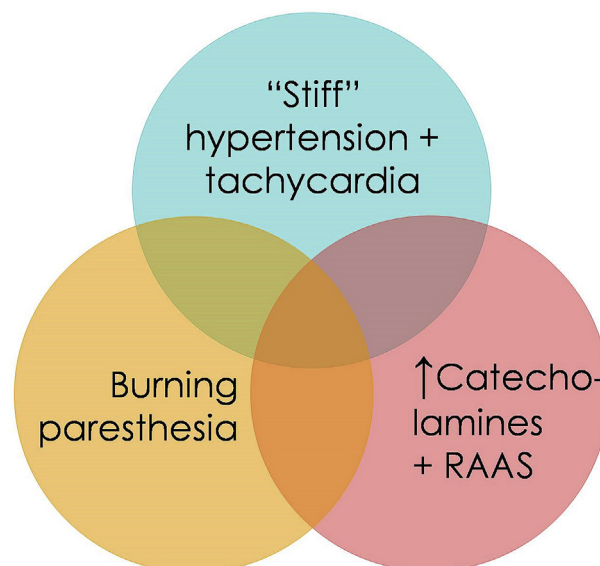 “Stiff”
hypertension +
tachycardia
Burning
paresthesia
↑Catecho-
lamines
+ RAAS